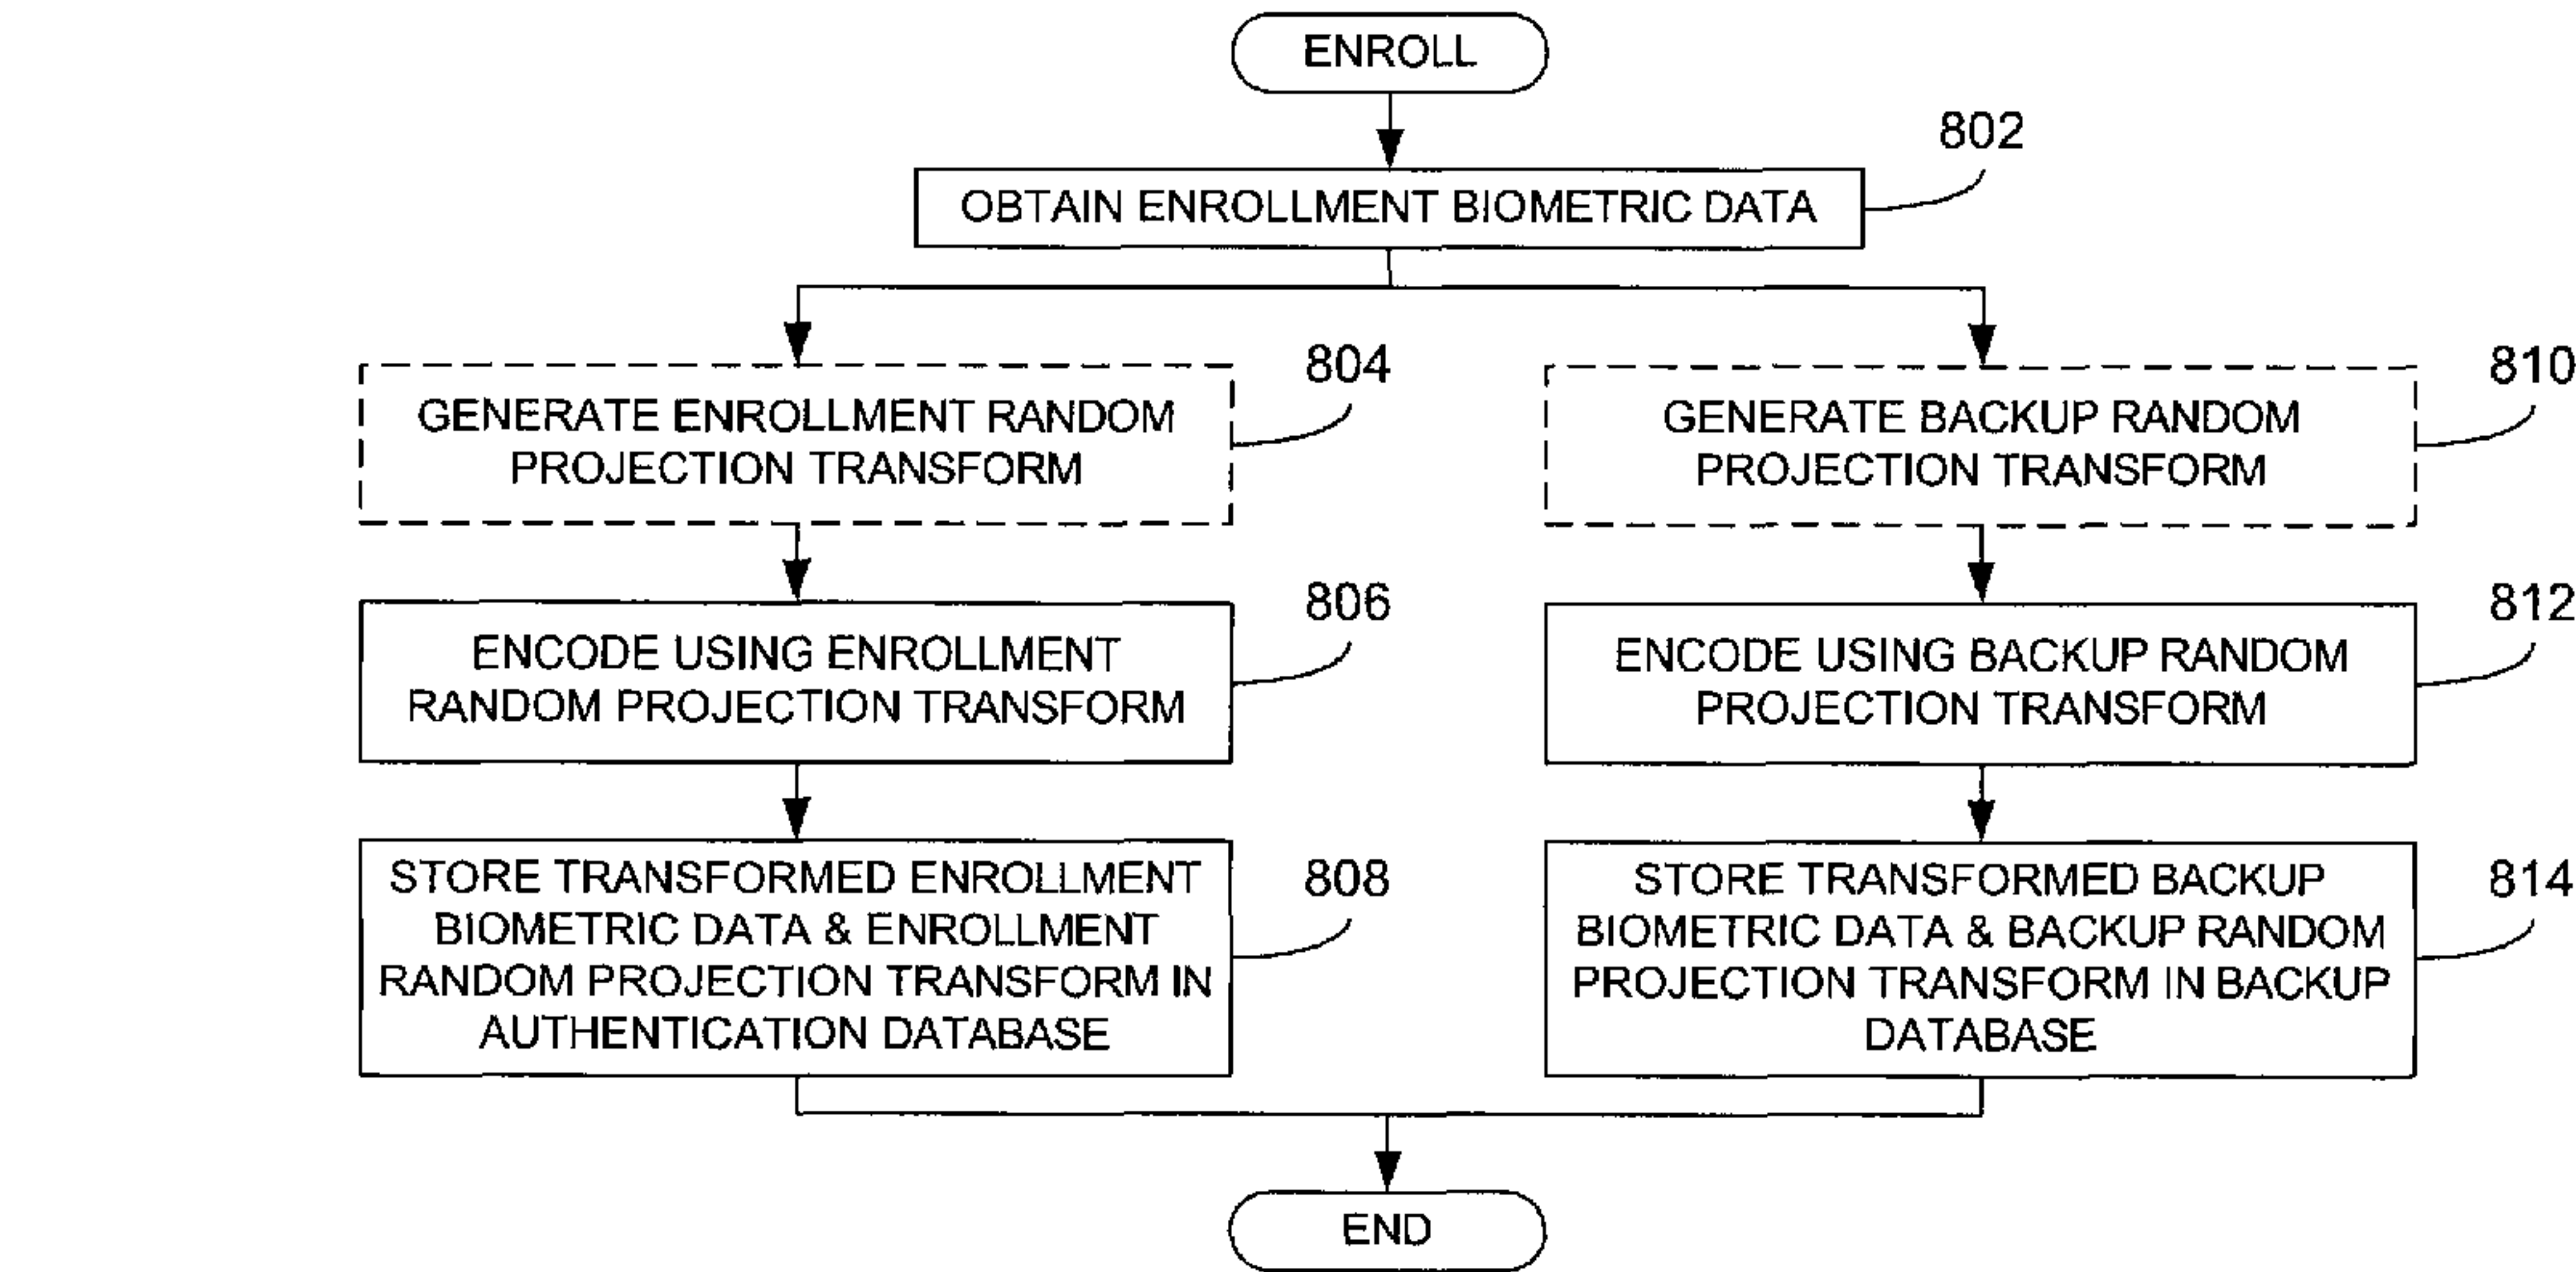 ENROLL
802
OBTAIN ENROLLMENT BIOMETRIC DATA
804
GENERATE ENROLLMENT RANDOM
PROJECTION TRANSFORM
806
ENCODE USING ENROLLMENT
RANDOM PROJECTION TRANSFORM
808
STORE TRANSFORMED ENROLLMENT
BIOMETRIC DATA & ENROLLMENT
RANDOM PROJECTION TRANSFORM IN
AUTHENTICATION DATABASE
810
GENERATE BACKUP RANDOM
PROJECTION TRANSFORM
812
ENCODE USING BACKUP RANDOM
PROJECTION TRANSFORM
814
STORE TRANSFORMED BACKUP
BIOMETRIC DATA & BACKUP RANDOM
PROJECTION TRANSFORM IN BACKUP
DATABASE
END